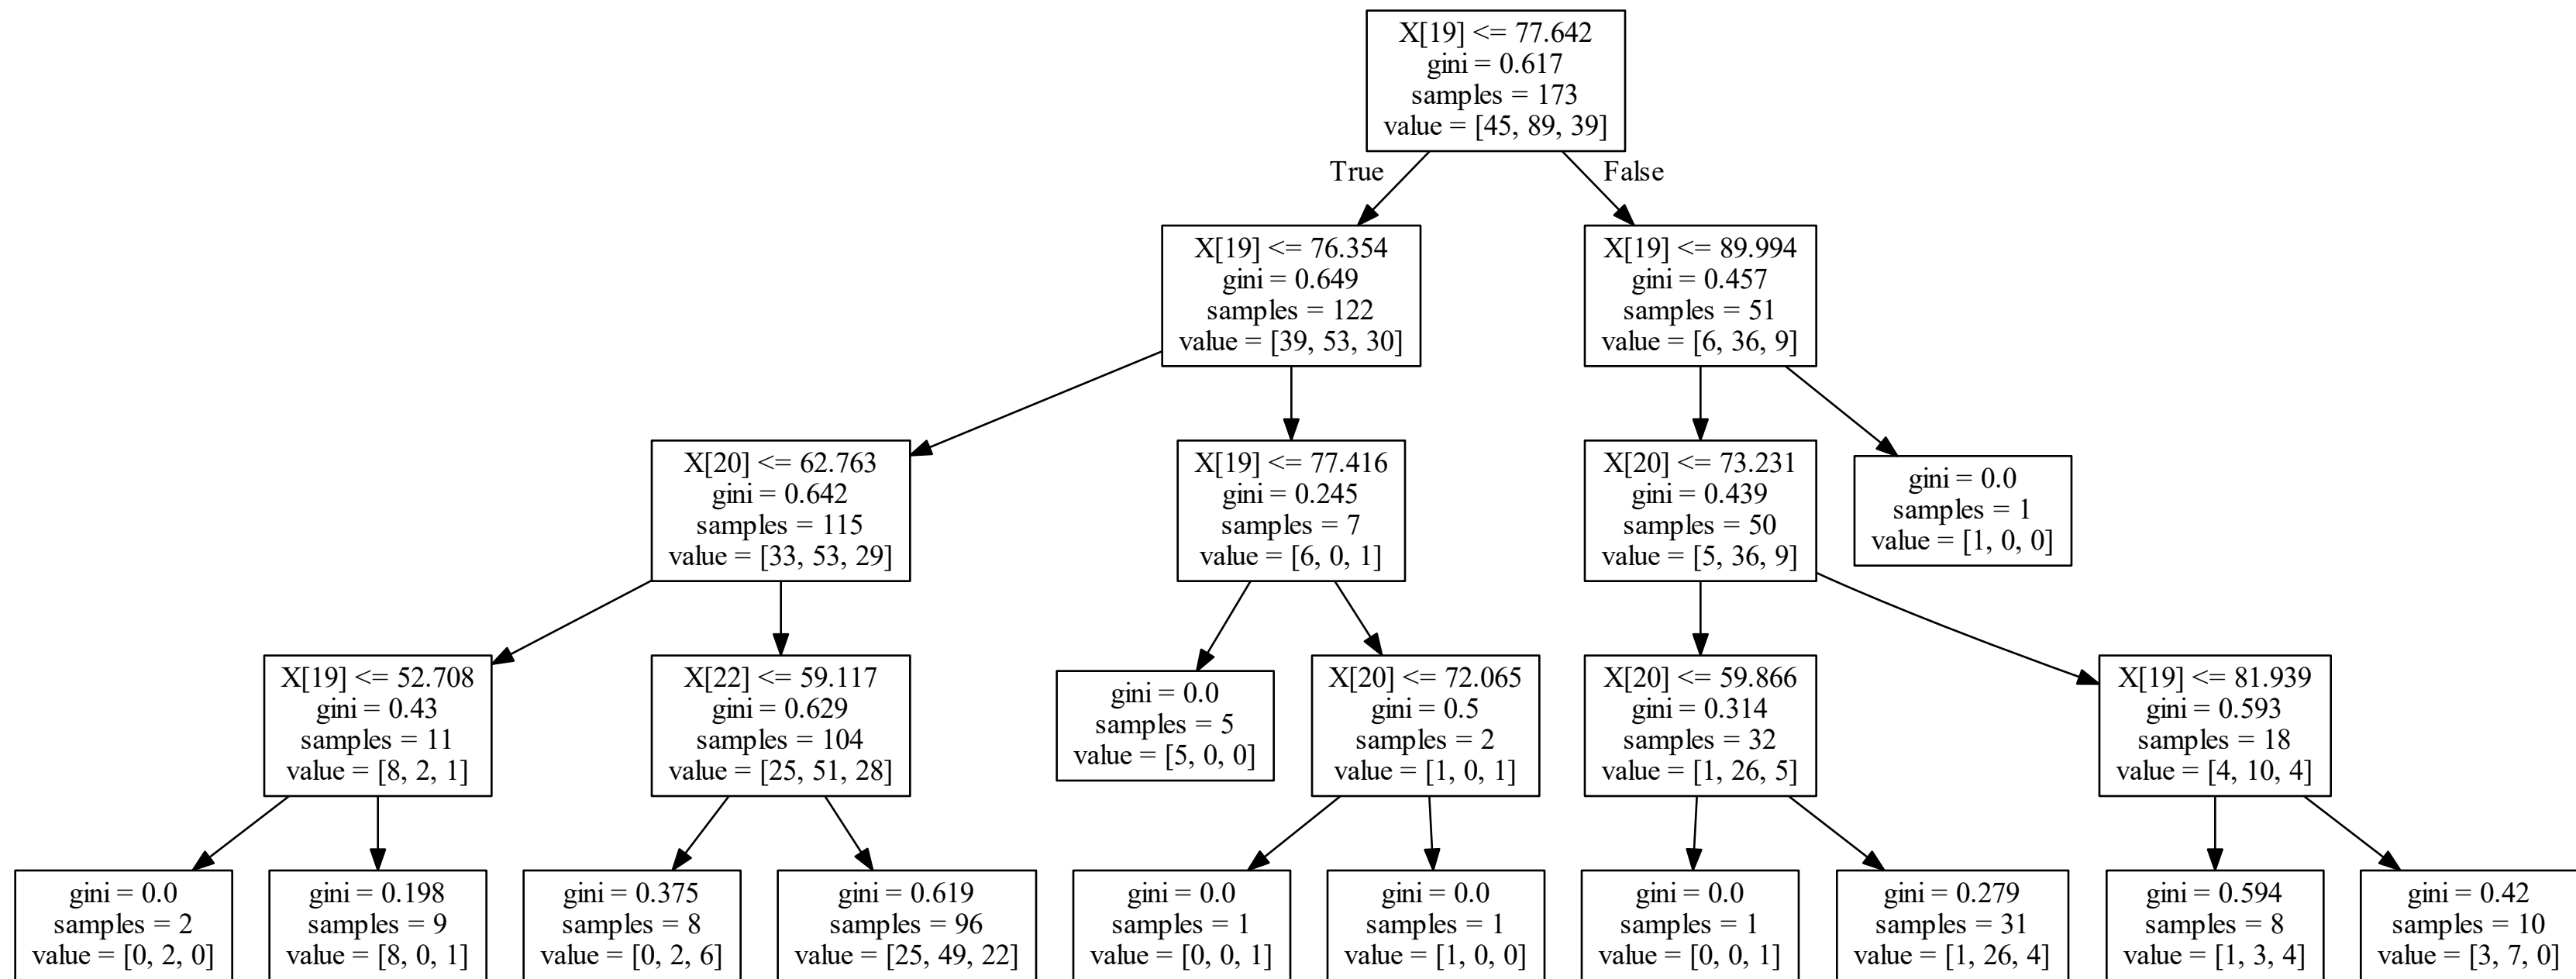 X[19] <= 77.642
gini = 0.617
samples = 173
value = [45, 89, 39]
True
False
X[19] <= 76.354
gini = 0.649
samples = 122
value = [39, 53, 30]
X[19] <= 89.994
gini = 0.457
samples = 51
value = [6, 36, 9]
X[20] <= 62.763
gini = 0.642
samples = 115
value = [33, 53, 29]
X[19] <= 77.416
gini = 0.245
samples = 7
value = [6, 0, 1]
X[20] <= 73.231
gini = 0.439
samples = 50
value = [5, 36, 9]
gini = 0.0
samples = 1
value = [1, 0, 0]
X[19] <= 52.708
gini = 0.43
samples = 11
value = [8, 2, 1]
X[22] <= 59.117
gini = 0.629
samples = 104
value = [25, 51, 28]
gini = 0.0
samples = 5
value = [5, 0, 0]
X[20] <= 72.065
gini = 0.5
samples = 2
value = [1, 0, 1]
X[20] <= 59.866
gini = 0.314
samples = 32
value = [1, 26, 5]
X[19] <= 81.939
gini = 0.593
samples = 18
value = [4, 10, 4]
gini = 0.0
samples = 2
value = [0, 2, 0]
gini = 0.198
samples = 9
value = [8, 0, 1]
gini = 0.375
samples = 8
value = [0, 2, 6]
gini = 0.619
samples = 96
value = [25, 49, 22]
gini = 0.0
samples = 1
value = [0, 0, 1]
gini = 0.0
samples = 1
value = [1, 0, 0]
gini = 0.0
samples = 1
value = [0, 0, 1]
gini = 0.279
samples = 31
value = [1, 26, 4]
gini = 0.594
samples = 8
value = [1, 3, 4]
gini = 0.42
samples = 10
value = [3, 7, 0]